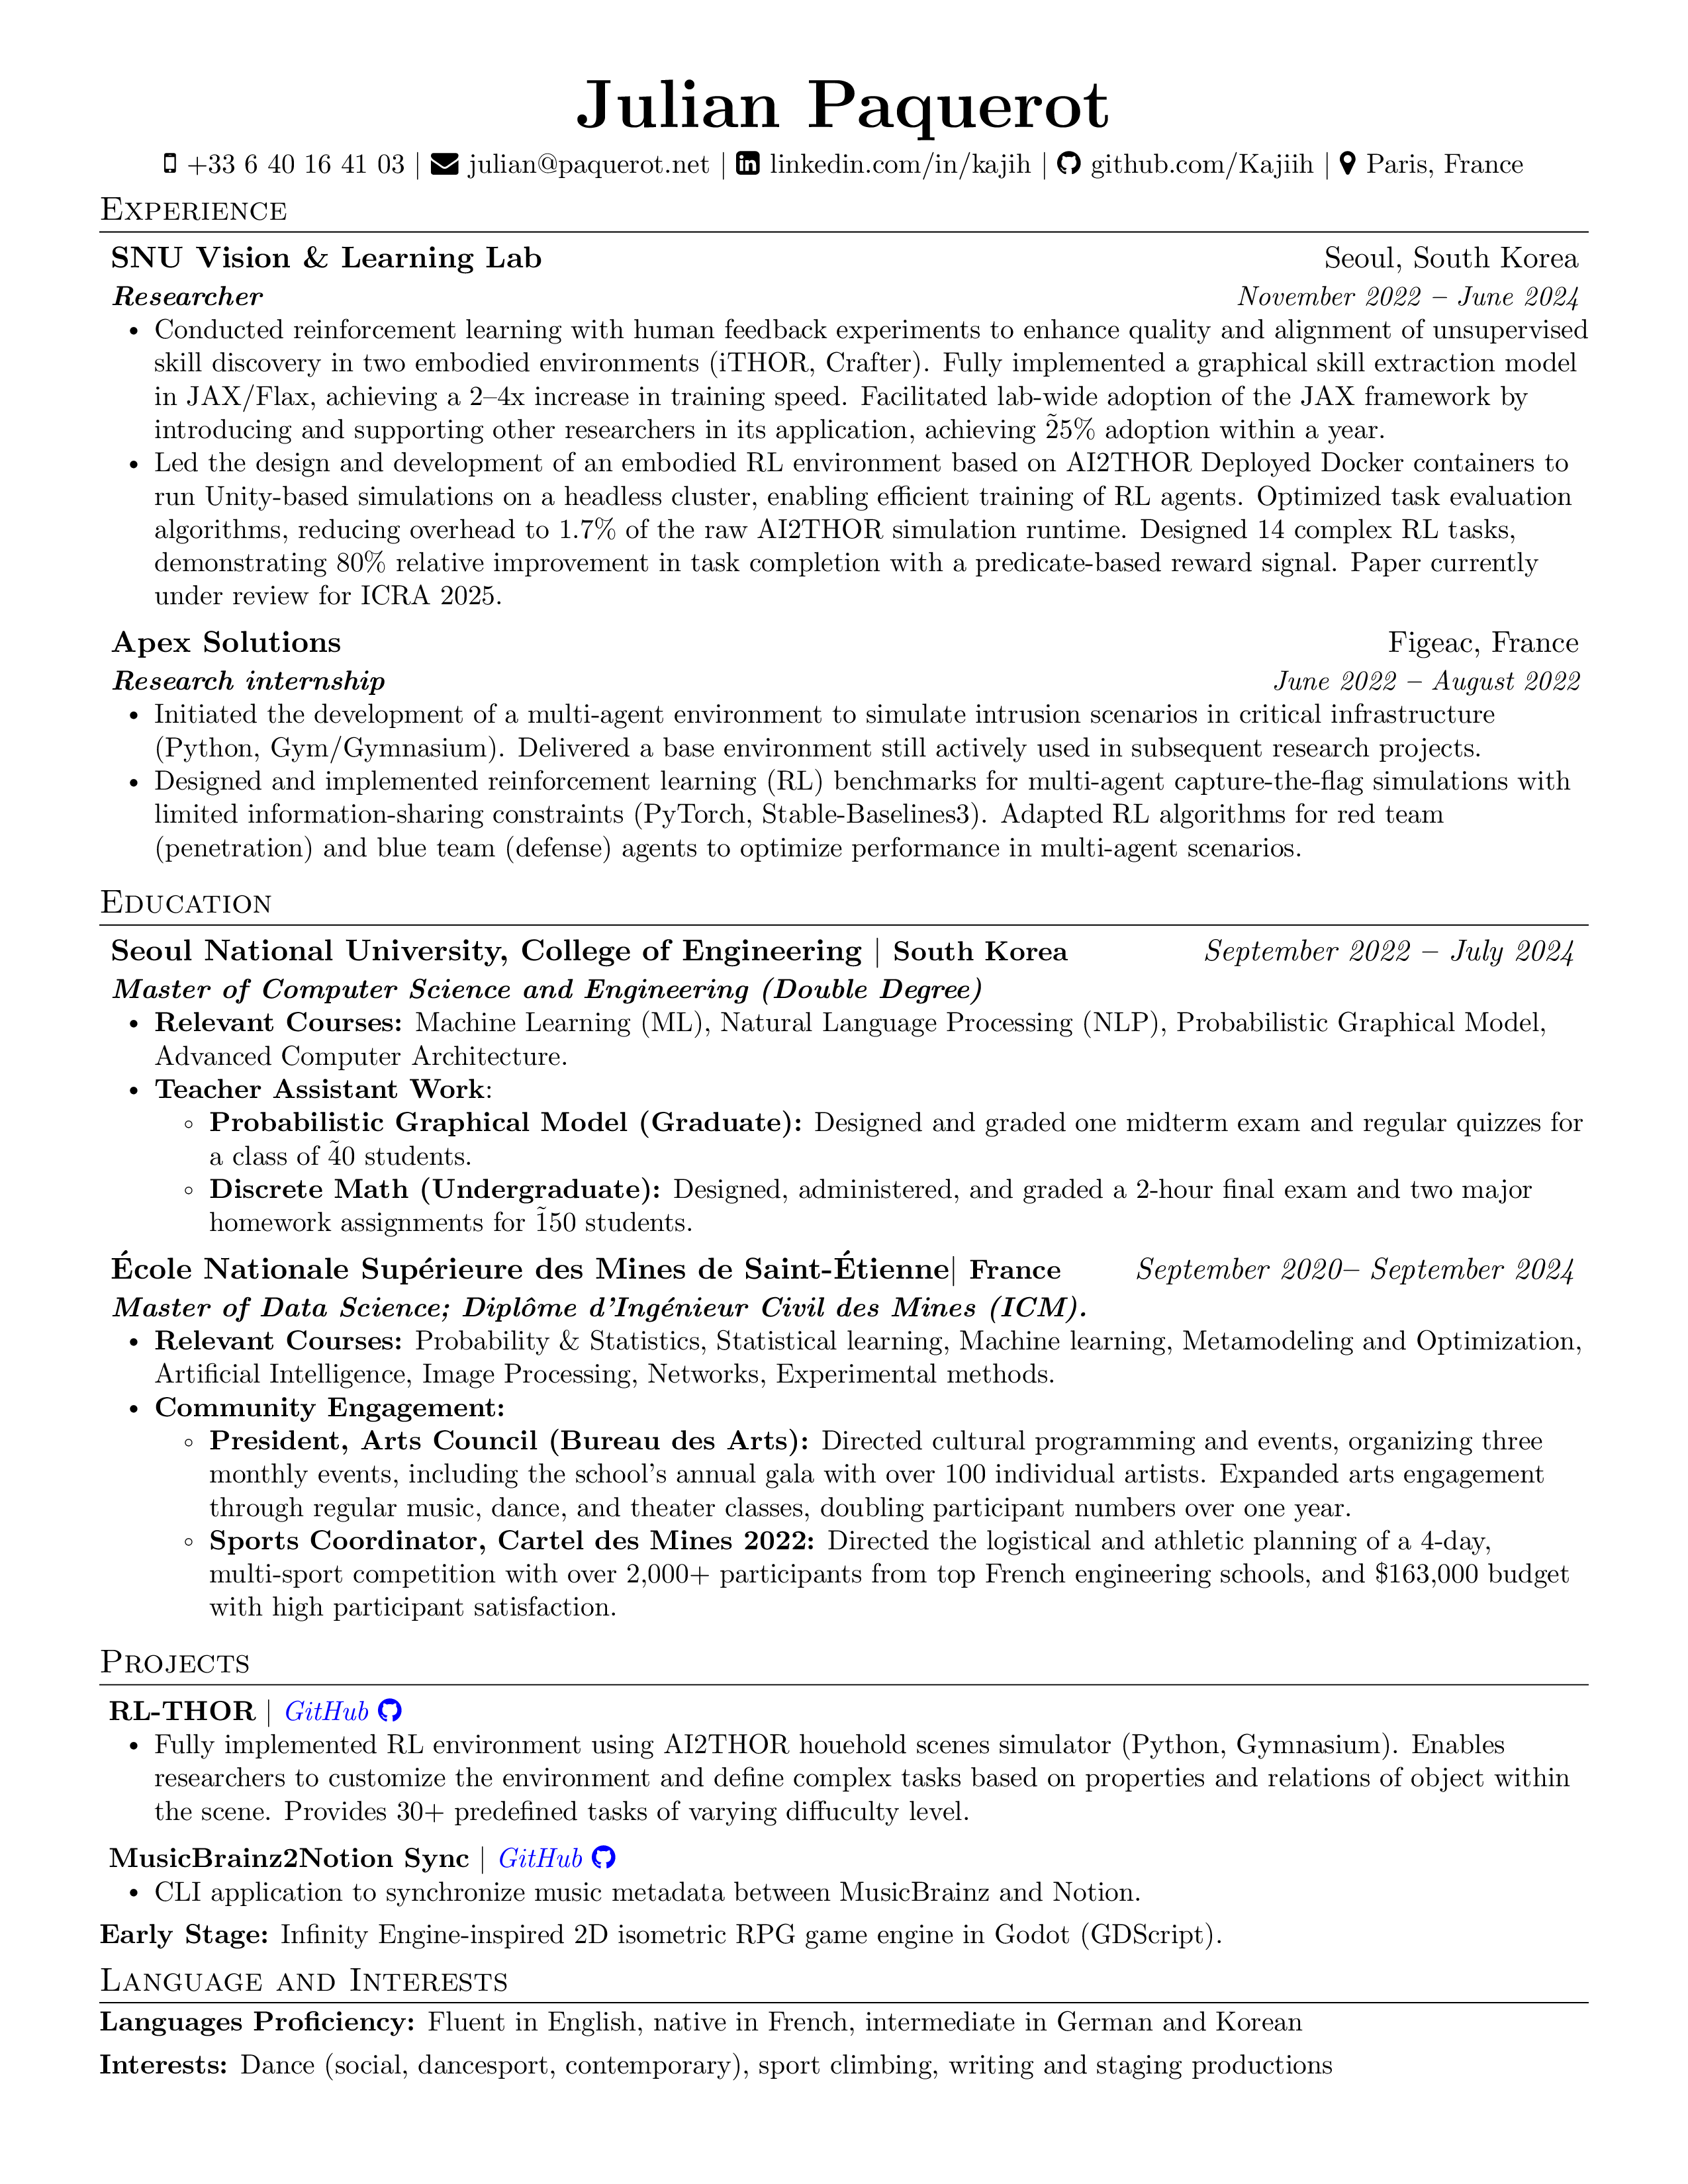 Julian Paquerot
+33 6 40 16 41 03 | julian@paquerot.net | linkedin.com/in/kajih | github.com/Kajiih | Paris, France
Experience
SNU Vision & Learning Lab Seoul, South Korea
Researcher November 2022 – June 2024
• Conducted reinforcement learning with human feedback experiments to enhance quality and alignment of unsupervised
skill discovery in two embodied environments (iTHOR, Crafter). Fully implemented a graphical skill extraction model
in JAX/Flax, achieving a 2–4x increase in training speed. Facilitated lab-wide adoption of the JAX framework by
introducing and supporting other researchers in its application, achieving 2̃5% adoption within a year.
• Led the design and development of an embodied RL environment based on AI2THOR Deployed Docker containers to
run Unity-based simulations on a headless cluster, enabling efficient training of RL agents. Optimized task evaluation
algorithms, reducing overhead to 1.7% of the raw AI2THOR simulation runtime. Designed 14 complex RL tasks,
demonstrating 80% relative improvement in task completion with a predicate-based reward signal. Paper currently
under review for ICRA 2025.
Apex Solutions Figeac, France
Research internship June 2022 – August 2022
• Initiated the development of a multi-agent environment to simulate intrusion scenarios in critical infrastructure
(Python, Gym/Gymnasium). Delivered a base environment still actively used in subsequent research projects.
• Designed and implemented reinforcement learning (RL) benchmarks for multi-agent capture-the-flag simulations with
limited information-sharing constraints (PyTorch, Stable-Baselines3). Adapted RL algorithms for red team
(penetration) and blue team (defense) agents to optimize performance in multi-agent scenarios.
Education
Seoul National University, College of Engineering | South Korea September 2022 – July 2024
Master of Computer Science and Engineering (Double Degree)
• Relevant Courses: Machine Learning (ML), Natural Language Processing (NLP), Probabilistic Graphical Model,
Advanced Computer Architecture.
• Teacher Assistant Work:
◦ Probabilistic Graphical Model (Graduate): Designed and graded one midterm exam and regular quizzes for
a class of 4̃0 students.
◦ Discrete Math (Undergraduate): Designed, administered, and graded a 2-hour final exam and two major
homework assignments for 1̃50 students.
École Nationale Supérieure des Mines de Saint-Étienne| France September 2020– September 2024
Master of Data Science; Diplôme d'Ingénieur Civil des Mines (ICM).
• Relevant Courses: Probability & Statistics, Statistical learning, Machine learning, Metamodeling and Optimization,
Artificial Intelligence, Image Processing, Networks, Experimental methods.
• Community Engagement:
◦ President, Arts Council (Bureau des Arts): Directed cultural programming and events, organizing three
monthly events, including the school's annual gala with over 100 individual artists. Expanded arts engagement
through regular music, dance, and theater classes, doubling participant numbers over one year.
◦ Sports Coordinator, Cartel des Mines 2022: Directed the logistical and athletic planning of a 4-day,
multi-sport competition with over 2,000+ participants from top French engineering schools, and $163,000 budget
with high participant satisfaction.
Projects
RL-THOR | GitHub
• Fully implemented RL environment using AI2THOR houehold scenes simulator (Python, Gymnasium). Enables
researchers to customize the environment and define complex tasks based on properties and relations of object within
the scene. Provides 30+ predefined tasks of varying diffuculty level.
MusicBrainz2Notion Sync | GitHub
• CLI application to synchronize music metadata between MusicBrainz and Notion.
Early Stage: Infinity Engine-inspired 2D isometric RPG game engine in Godot (GDScript).
Language and Interests
Languages Proficiency: Fluent in English, native in French, intermediate in German and Korean
Interests: Dance (social, dancesport, contemporary), sport climbing, writing and staging productions